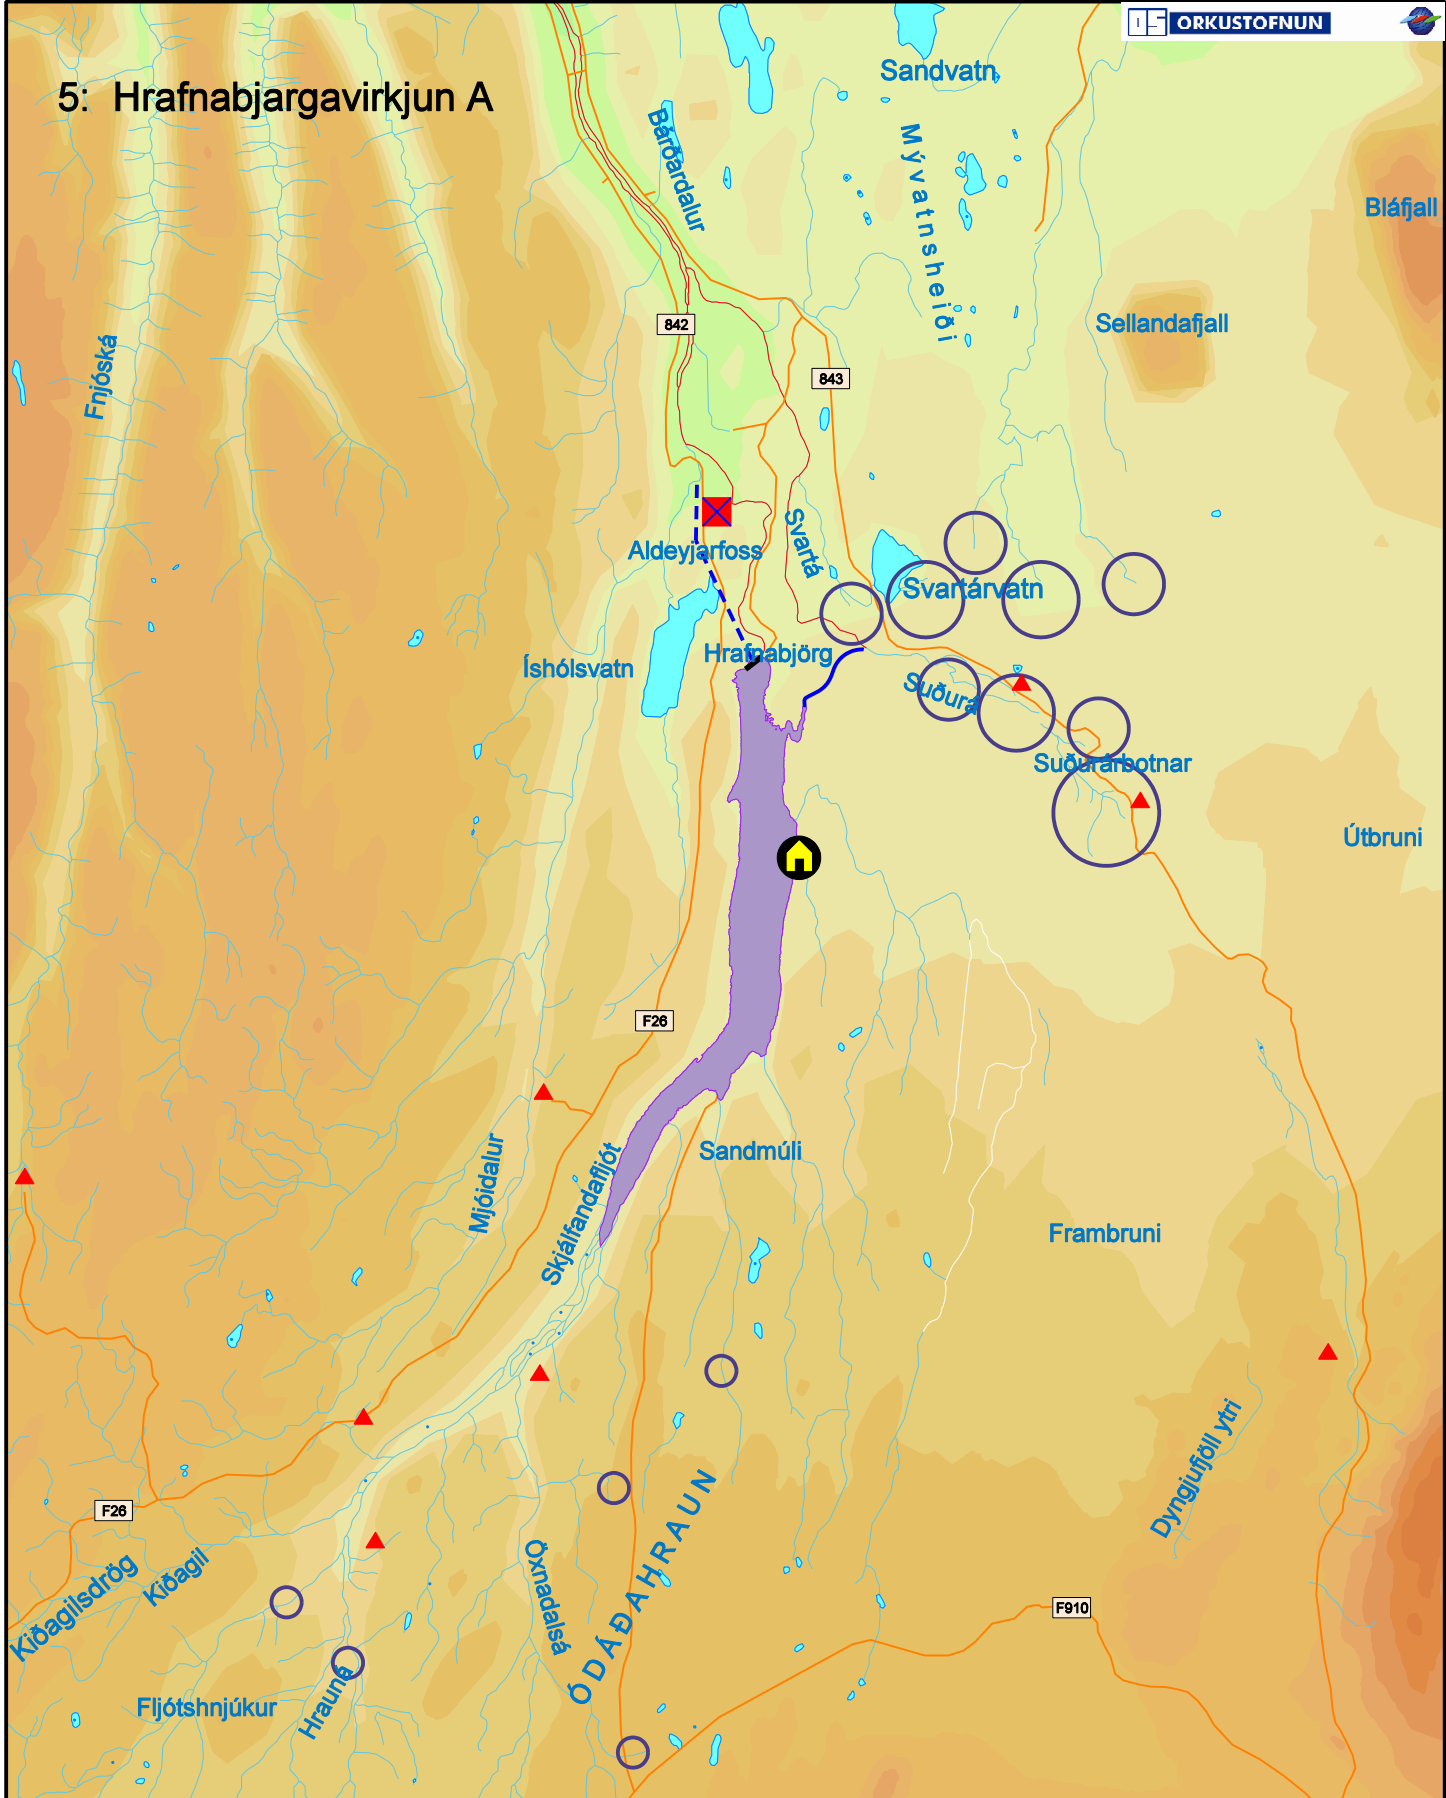 OS ORKUSTOFNUN
5: Hrafnabjargavirkjun A
Sandvatn
Bárðardalur
Mývatnsheiði
Bláfjall
Sellandafjall
842
Fnjóská
843
Svartá
Aldeyjarfoss
Svartárvatn
Hrafnabjörg
Íshólsvatn
Suðurá
Suðurárbotnar
Útbruni
F26
Sandmúli
Mjóidalur
Skjálfandafljót
Frambruni
Dyngjufjöll ytri
F26
ÓDÁÐAHRAUN
Öxnadalsá
Kiðagil
Kiðagilsdrög
F910
Hrauná
Fljótshnjúkur